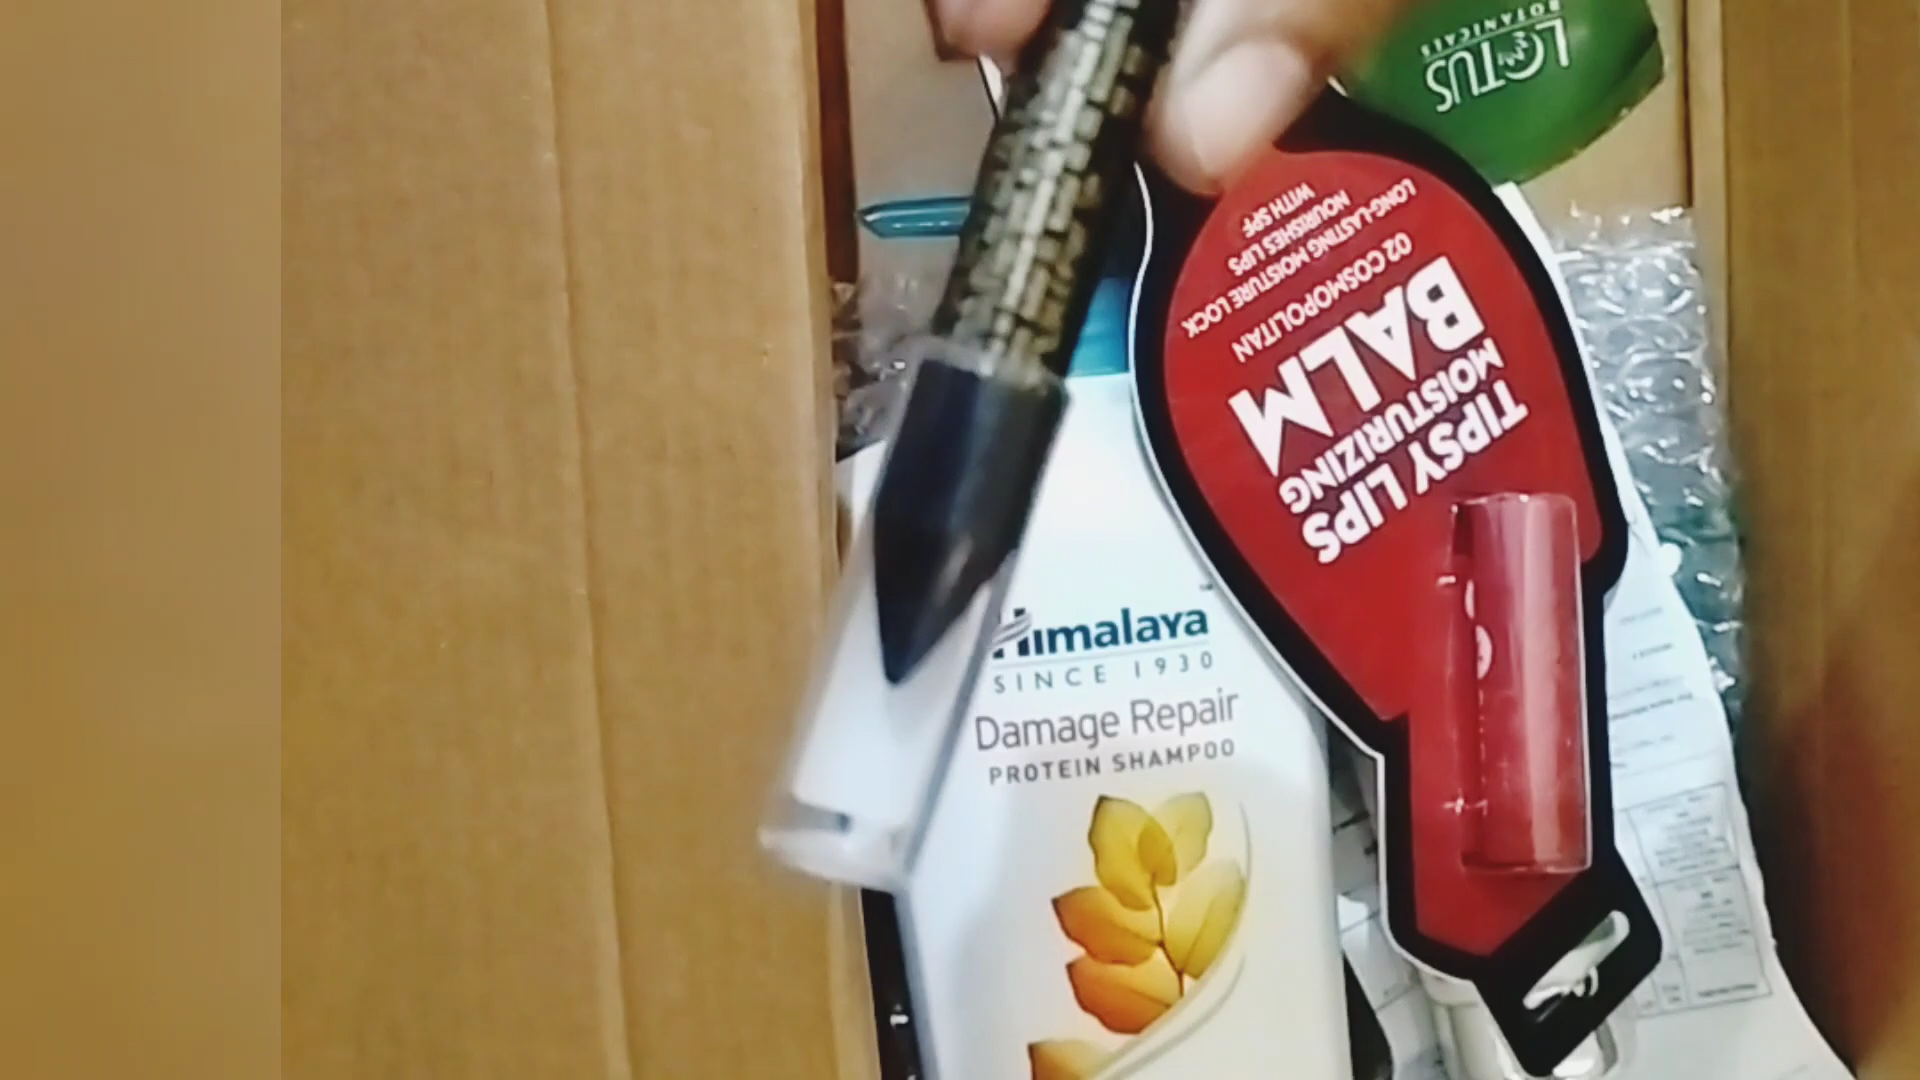 LOTUS
BOTANICALS
TIPSY LIPS
MOISTURIZING
BALM
02 COSMOPOLITAN
LONG-LASTING MOISTURE LOCK
NOURISHES LIPS
WITH SPF
Himalaya
SINCE 1930
Damage Repair
PROTEIN SHAMPOO